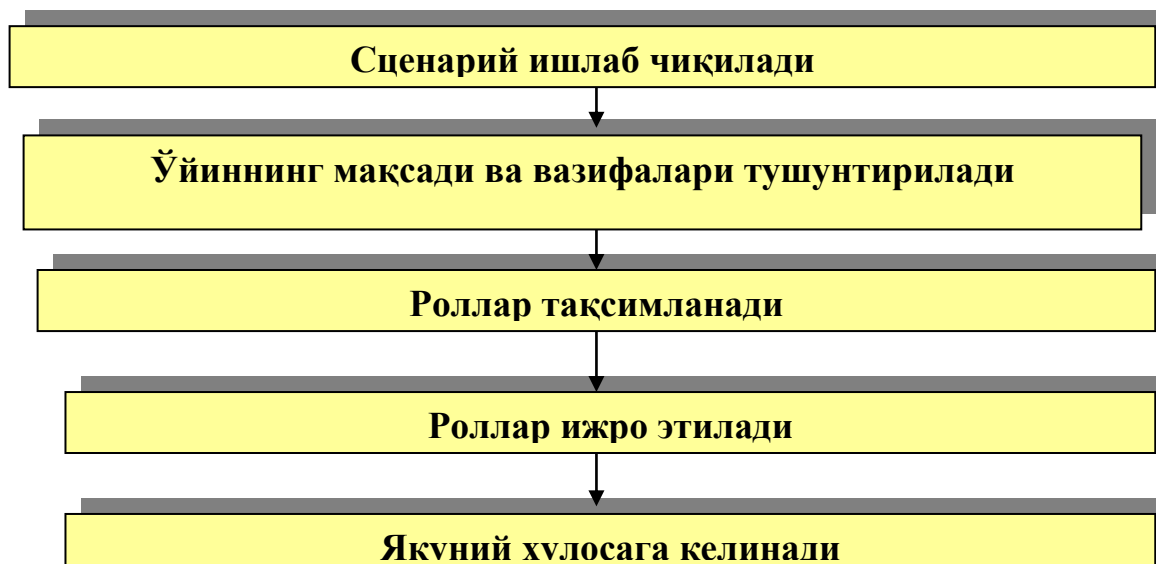 Сценарий ишлаб чиқилади
Ўйиннинг мақсади ва вазифалари тушунтирилади
Роллар тақсимланади
Роллар ижро этилади
Якуний хулосага келинади